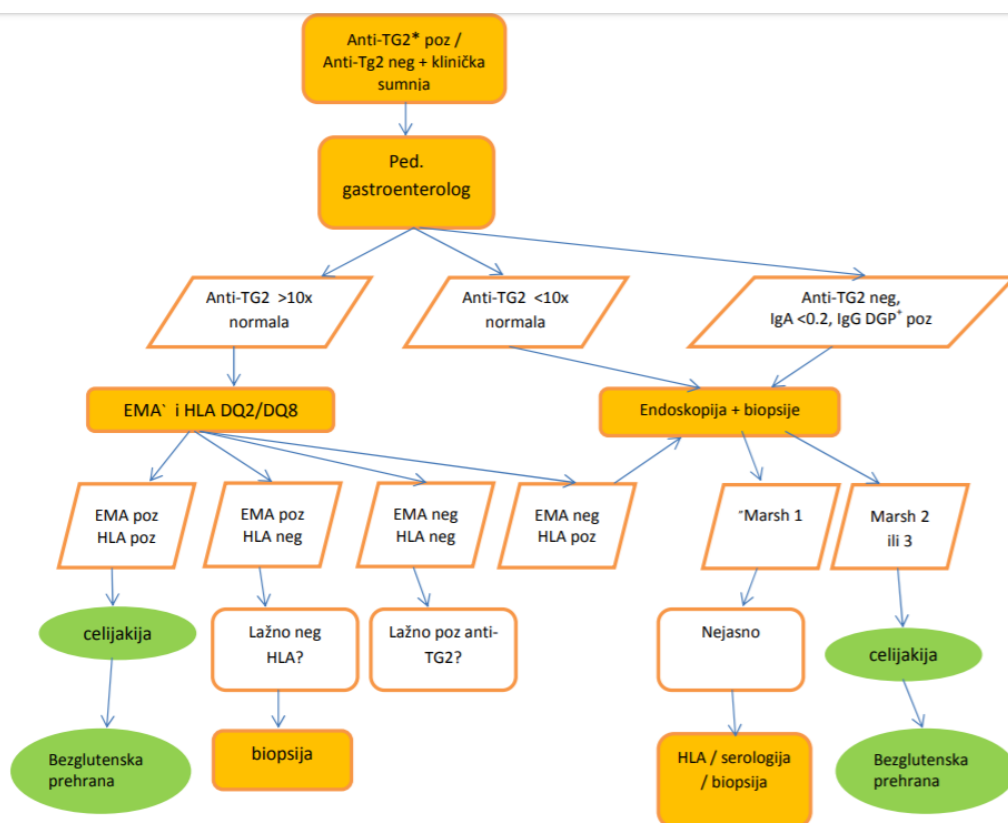 Anti-TG2* poz /
Anti-Tg2 neg + klinička
sumnja
Ped.
gastroenterolog
Anti-TG2 >10x
normala
Anti-TG2 <10x
normala
Anti-TG2 neg,
IgA <0.2, IgG DGP⁺ poz
EMA` i HLA DQ2/DQ8
Endoskopija + biopsije
EMA poz
HLA poz
EMA poz
HLA neg
EMA neg
HLA neg
EMA neg
HLA poz
˝Marsh 1
Marsh 2
ili 3
celijakija
Lažno neg
HLA?
Lažno poz anti-
TG2?
Nejasno
celijakija
Bezglutenska
prehrana
biopsija
HLA / serologija
/ biopsija
Bezglutenska
prehrana